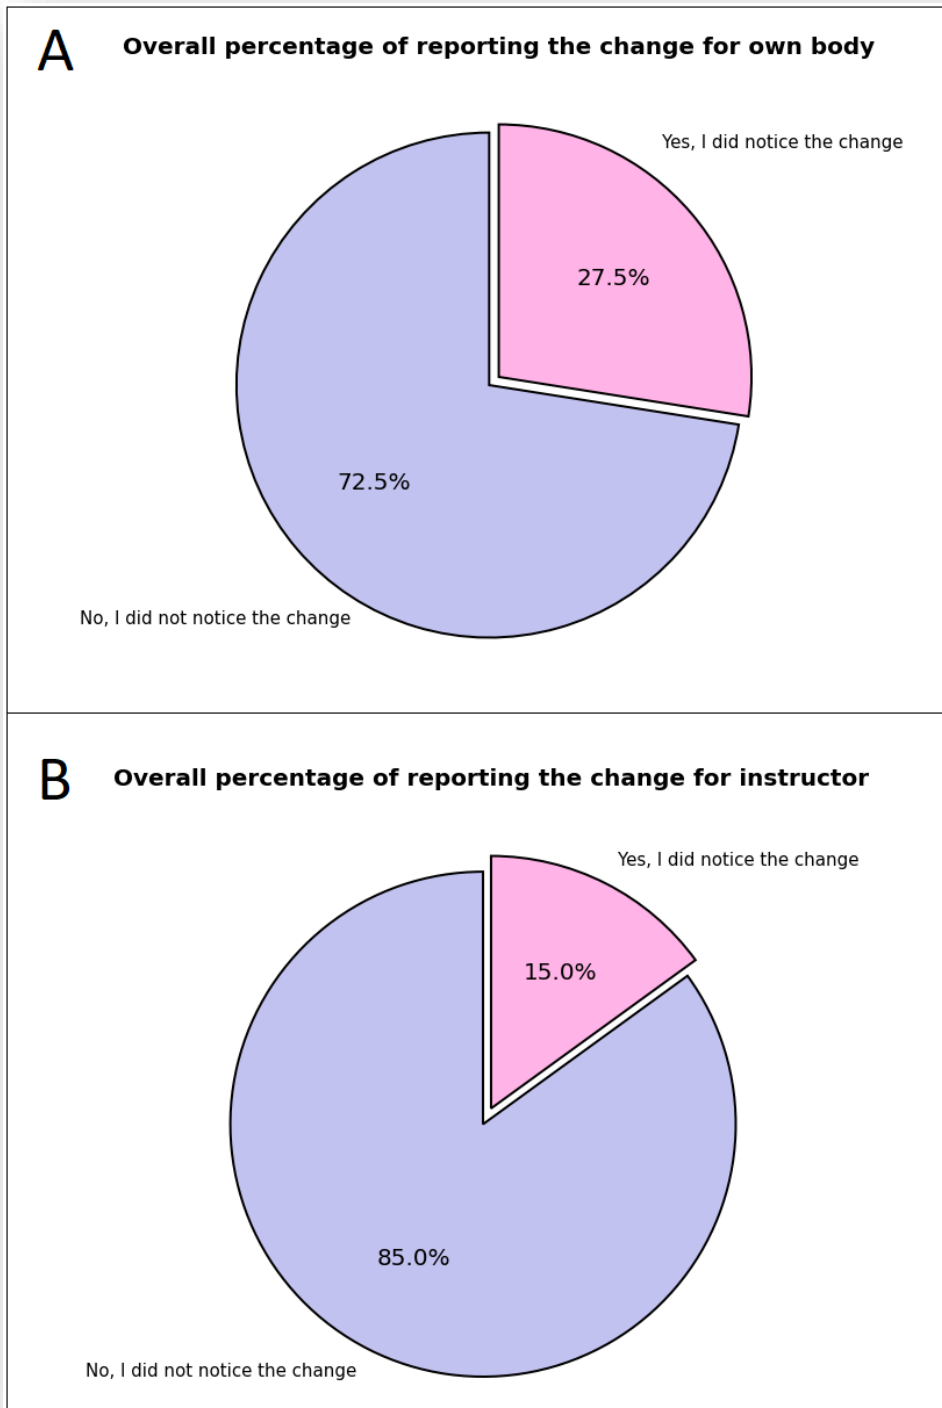 A
Overall percentage of reporting the change for own body
Yes, I did notice the change
27.5%
72.5%
No, I did not notice the change
B
Overall percentage of reporting the change for instructor
Yes, I did notice the change
15.0%
85.0%
No, I did not notice the change